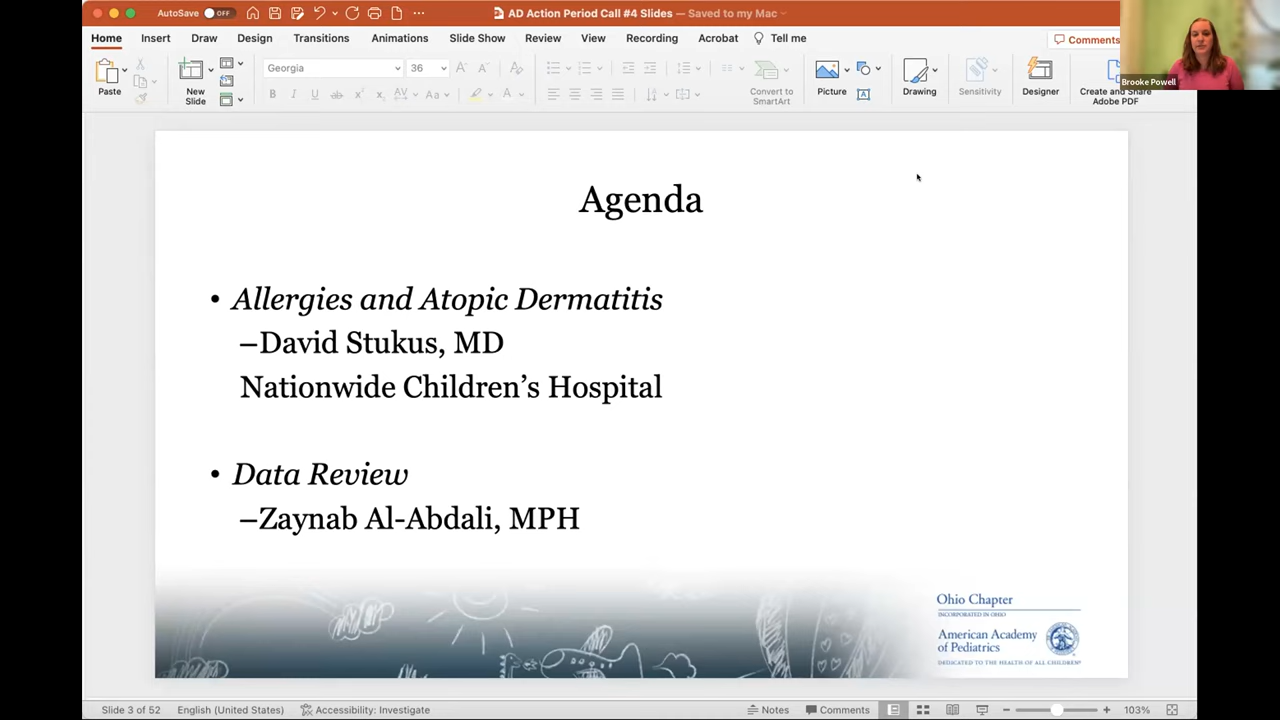 AutoSave OFF
AD Action Period Call #4 Slides — Saved to my Mac
Home Insert Draw Design Transitions Animations Slide Show Review View Recording Acrobat Tell me
Comments
Paste
New
Slide
Georgia
36
Convert to
SmartArt
Picture
Drawing
Sensitivity
Designer
Create and Share
Adobe PDF
Brooke Powell
Agenda
• Allergies and Atopic Dermatitis
–David Stukus, MD
Nationwide Children’s Hospital
• Data Review
–Zaynab Al-Abdali, MPH
Ohio Chapter
INCORPORATED IN OHIO
American Academy
of Pediatrics
DEDICATED TO THE HEALTH OF ALL CHILDREN®
Slide 3 of 52 English (United States) Accessibility: Investigate Notes Comments 103%